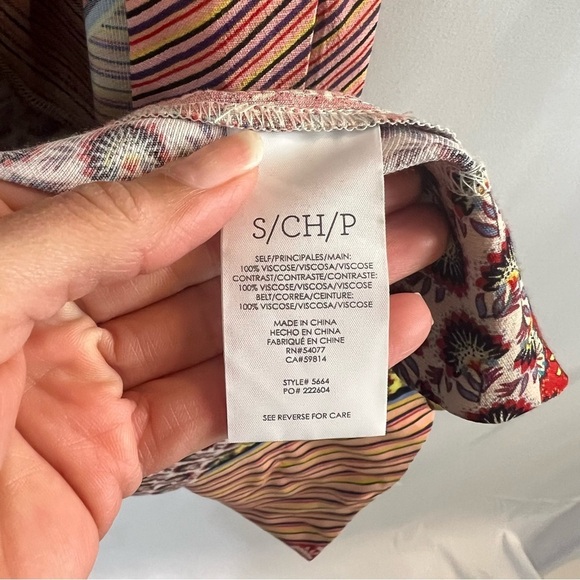 S/CH/P
SELF/PRINCIPALES/MAIN:
100% VISCOSE/VISCOSA/VISCOSE
CONTRAST/CONTRASTE/CONTRASTE:
100% VISCOSE/VISCOSA/VISCOSE
BELT/CORREA/CEINTURE:
100% VISCOSE/VISCOSA/VISCOSE
MADE IN CHINA
HECHO EN CHINA
FABRIQUÉ EN CHINE
RN#54077
CA#59814
STYLE# 5664
PO# 222604
SEE REVERSE FOR CARE